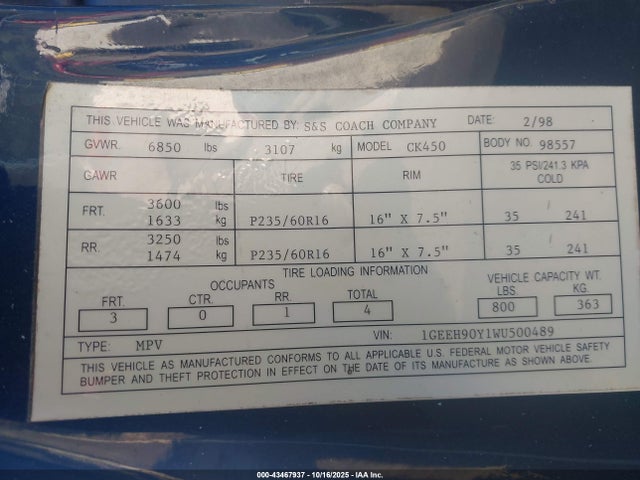 THIS VEHICLE WAS MANUFACTURED BY: S&S COACH COMPANY DATE: 2/98
GVWR. 6850 lbs 3107 kg MODEL CK450 BODY NO. 98557
GAWR TIRE RIM 35 PSI/241.3 KPA COLD
FRT. 3600 lbs 1633 kg P235/60R16 16" X 7.5" 35 / 241
RR. 3250 lbs 1474 kg P235/60R16 16" X 7.5" 35 / 241
TIRE LOADING INFORMATION
OCCUPANTS VEHICLE CAPACITY WT.
FRT. CTR. RR. TOTAL LBS. KG.
3 0 1 4 800 363
TYPE: MPV VIN: 1GEEH90Y1WU500489
THIS VEHICLE AS MANUFACTURED CONFORMS TO ALL APPLICABLE U.S. FEDERAL MOTOR VEHICLE SAFETY
BUMPER AND THEFT PROTECTION IN EFFECT ON THE DATE OF ITS MANUFACTURE AS SHOWN ABOVE.
000-43467937 - 10/16/2025 - IAA Inc.